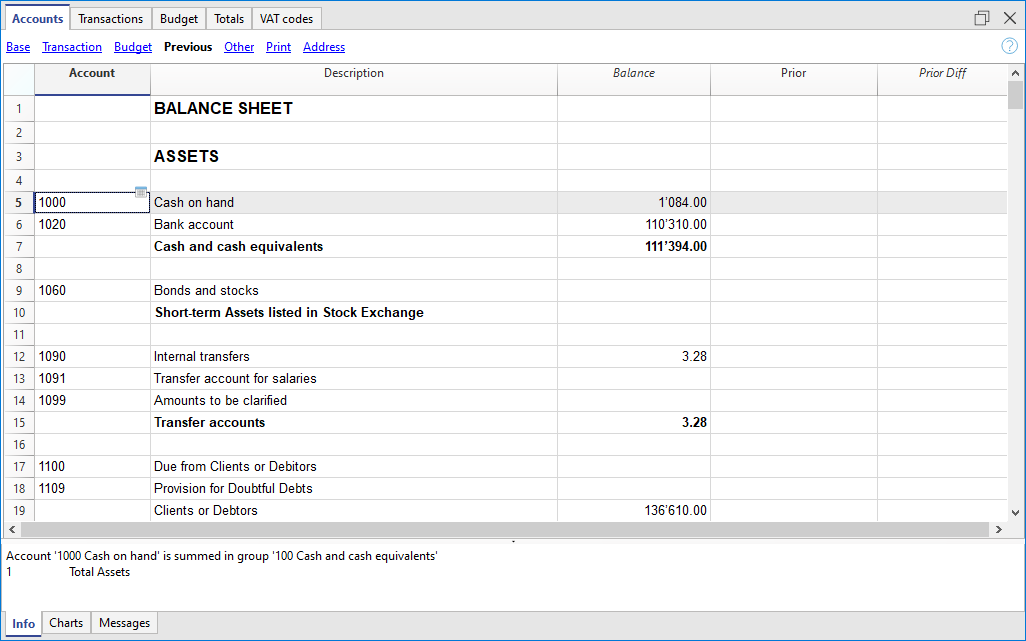 Accounts Transactions Budget Totals VAT codes
Base Transaction Budget Previous Other Print Address ?
Account Description Balance Prior Prior Diff
1 BALANCE SHEET
2
3 ASSETS
4
5 1000 Cash on hand 1'084.00
6 1020 Bank account 110'310.00
7 Cash and cash equivalents 111'394.00
8
9 1060 Bonds and stocks
10 Short-term Assets listed in Stock Exchange
11
12 1090 Internal transfers 3.28
13 1091 Transfer account for salaries
14 1099 Amounts to be clarified
15 Transfer accounts 3.28
16
17 1100 Due from Clients or Debitors
18 1109 Provision for Doubtful Debts
19 Clients or Debtors 136'610.00
Account '1000 Cash on hand' is summed in group '100 Cash and cash equivalents'
1 Total Assets
Info Charts Messages